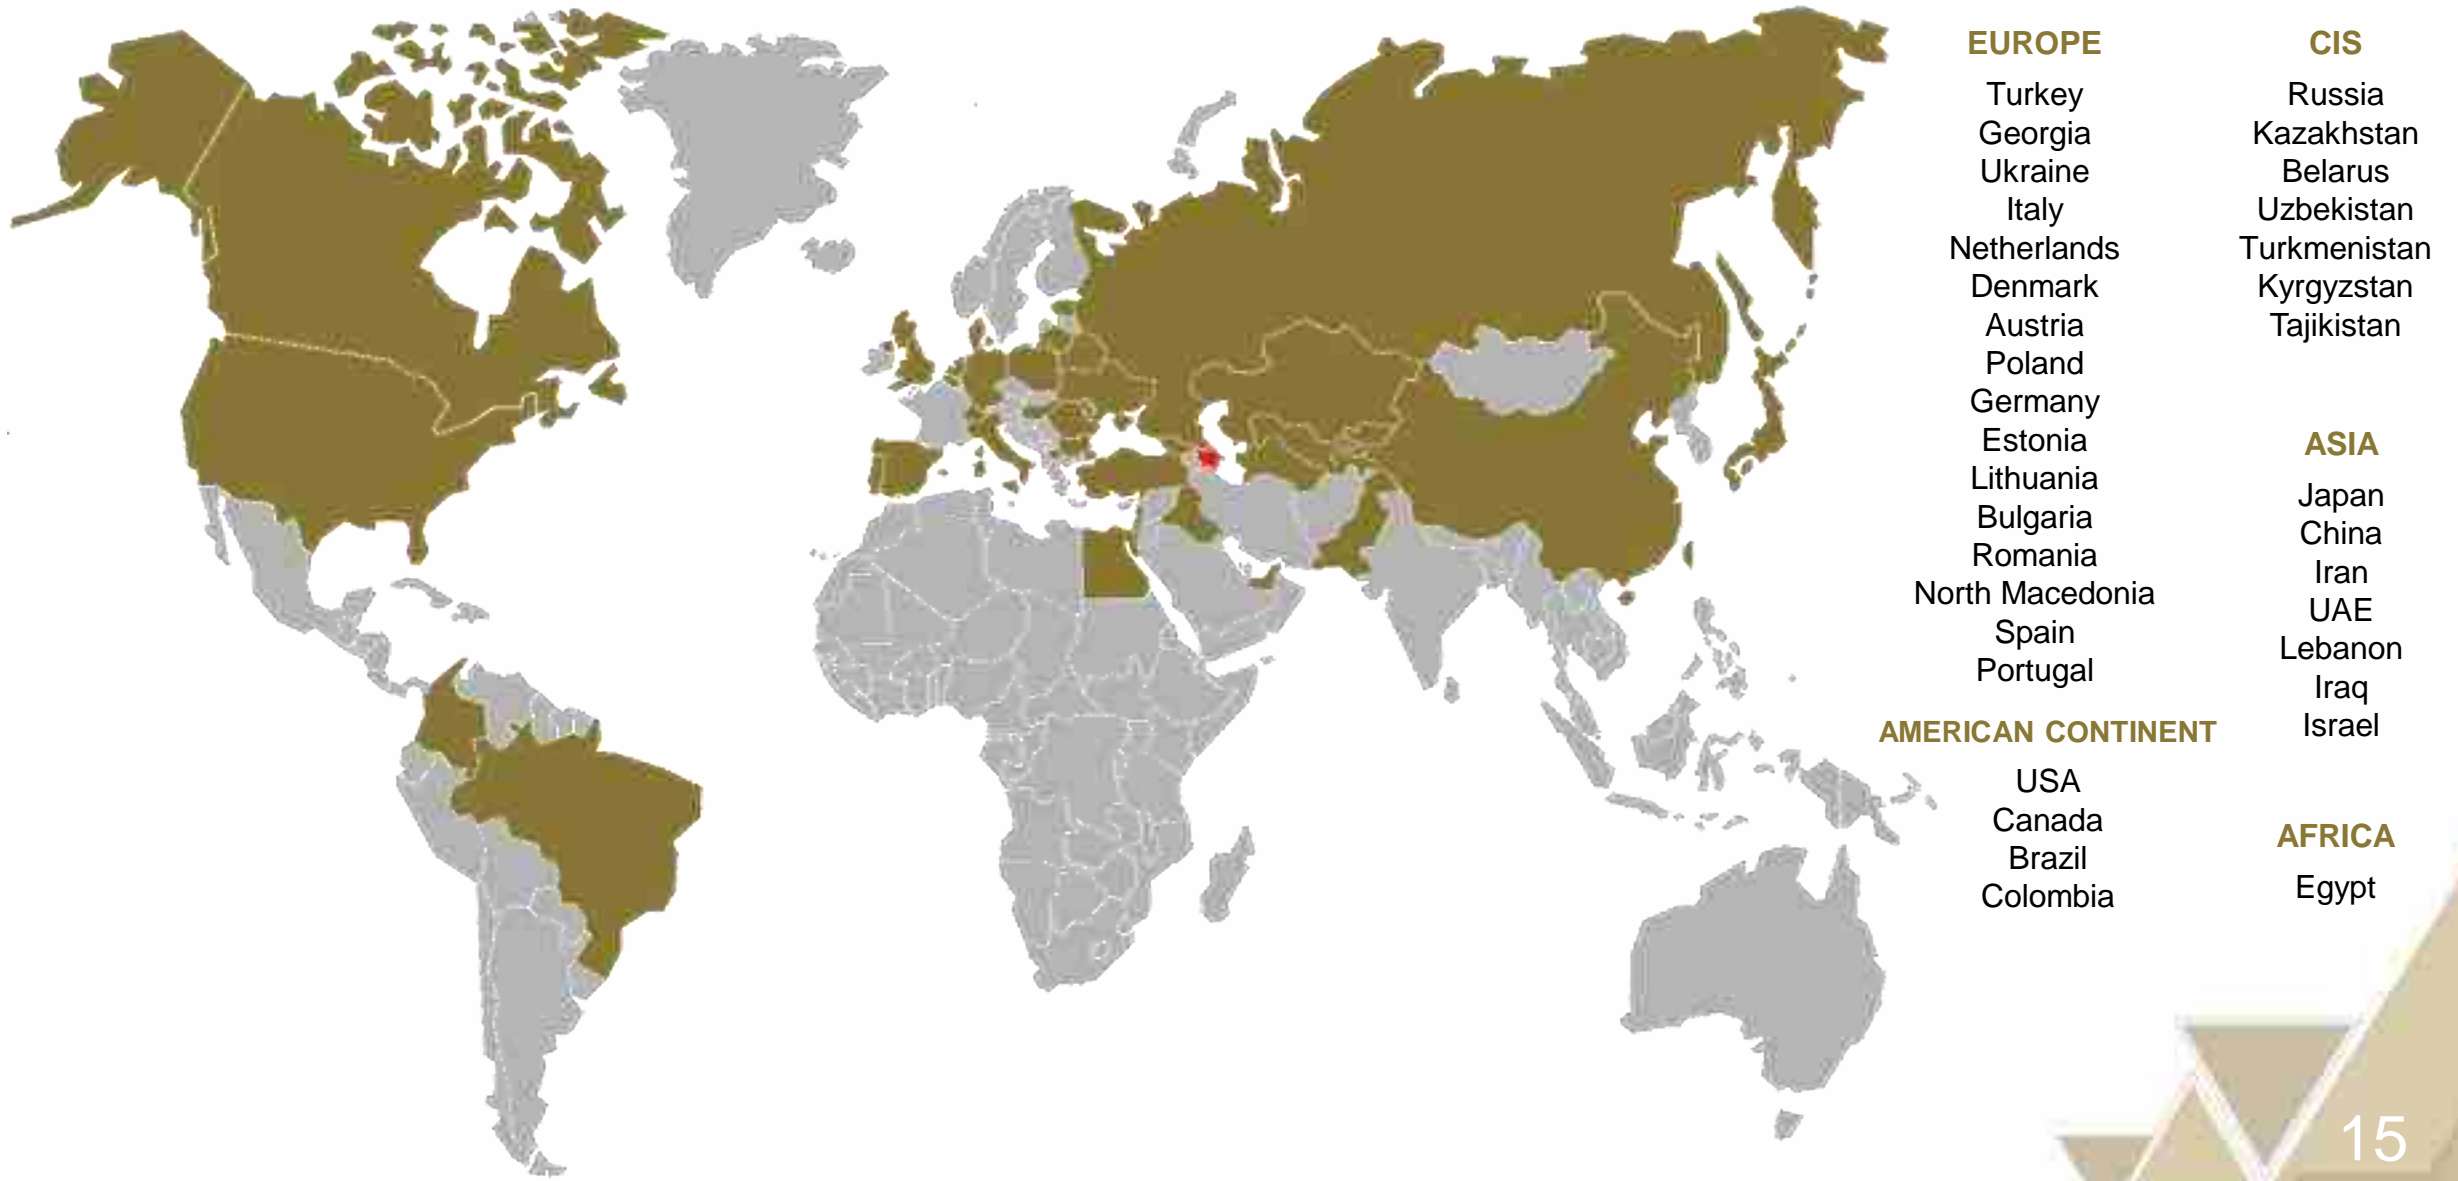 EUROPE
Turkey
Georgia
Ukraine
Italy
Netherlands
Denmark
Austria
Poland
Germany
Estonia
Lithuania
Bulgaria
Romania
North Macedonia
Spain
Portugal
AMERICAN CONTINENT
USA
Canada
Brazil
Colombia
CIS
Russia
Kazakhstan
Belarus
Uzbekistan
Turkmenistan
Kyrgyzstan
Tajikistan
ASIA
Japan
China
Iran
UAE
Lebanon
Iraq
Israel
AFRICA
Egypt
15